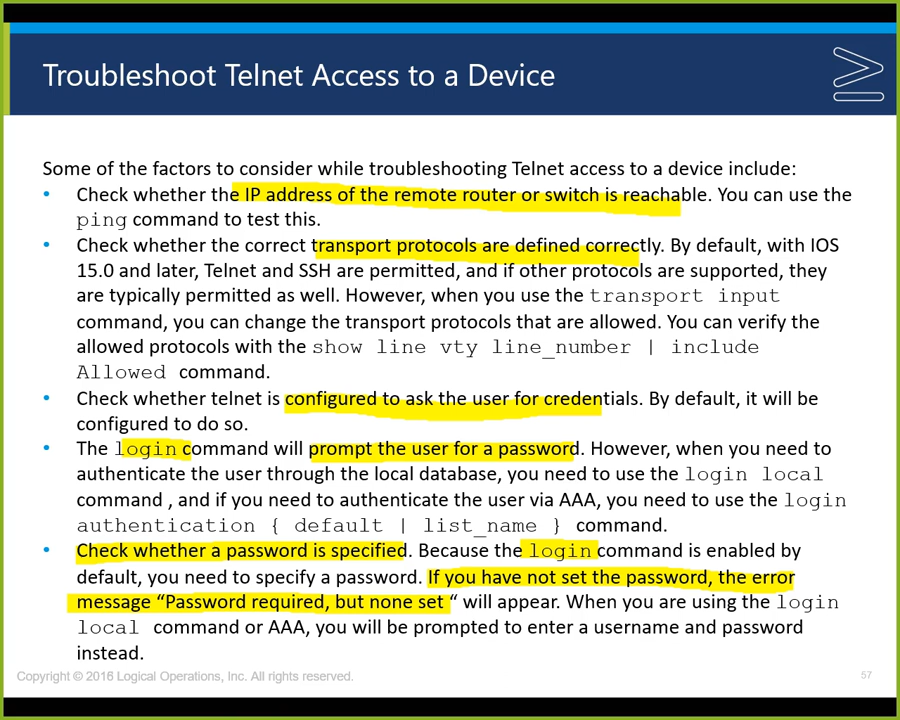 Troubleshoot Telnet Access to a Device
Some of the factors to consider while troubleshooting Telnet access to a device include:
• Check whether the IP address of the remote router or switch is reachable. You can use the
ping command to test this.
• Check whether the correct transport protocols are defined correctly. By default, with IOS
15.0 and later, Telnet and SSH are permitted, and if other protocols are supported, they
are typically permitted as well. However, when you use the transport input
command, you can change the transport protocols that are allowed. You can verify the
allowed protocols with the show line vty line_number | include
Allowed command.
• Check whether telnet is configured to ask the user for credentials. By default, it will be
configured to do so.
• The login command will prompt the user for a password. However, when you need to
authenticate the user through the local database, you need to use the login local
command , and if you need to authenticate the user via AAA, you need to use the login
authentication { default | list_name } command.
• Check whether a password is specified. Because the login command is enabled by
default, you need to specify a password. If you have not set the password, the error
message “Password required, but none set “ will appear. When you are using the login
local command or AAA, you will be prompted to enter a username and password
instead.
Copyright © 2016 Logical Operations, Inc. All rights reserved.
57